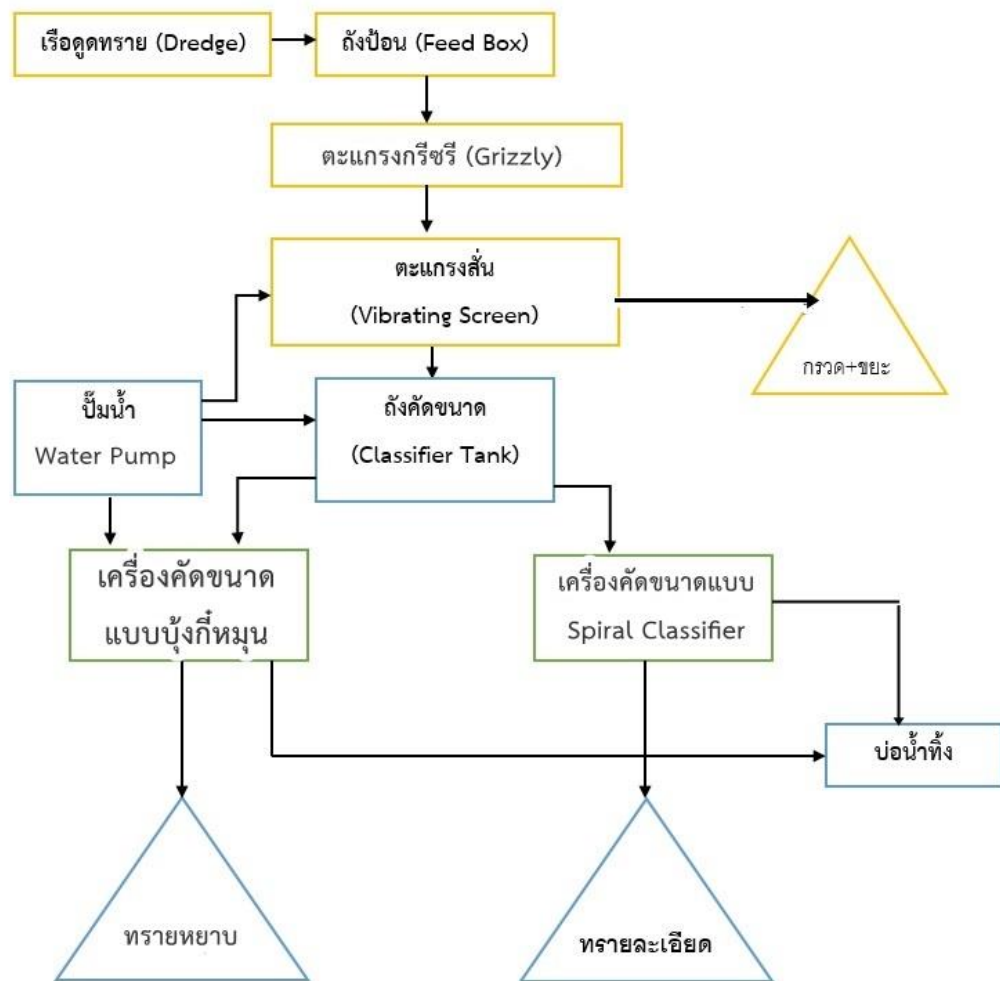 เรือดูดทราย (Dredge)
ถังป้อน (Feed Box)
ตะแกรงกรีซรี (Grizzly)
ตะแกรงสั่น
(Vibrating Screen)
กรวด+ขยะ
ปั๊มน้ำ
Water Pump
ถังคัดขนาด
(Classifier Tank)
เครื่องคัดขนาด
แบบบุ้งกี๋หมุน
เครื่องคัดขนาดแบบ
Spiral Classifier
บ่อน้ำทิ้ง
ทรายหยาบ
ทรายละเอียด